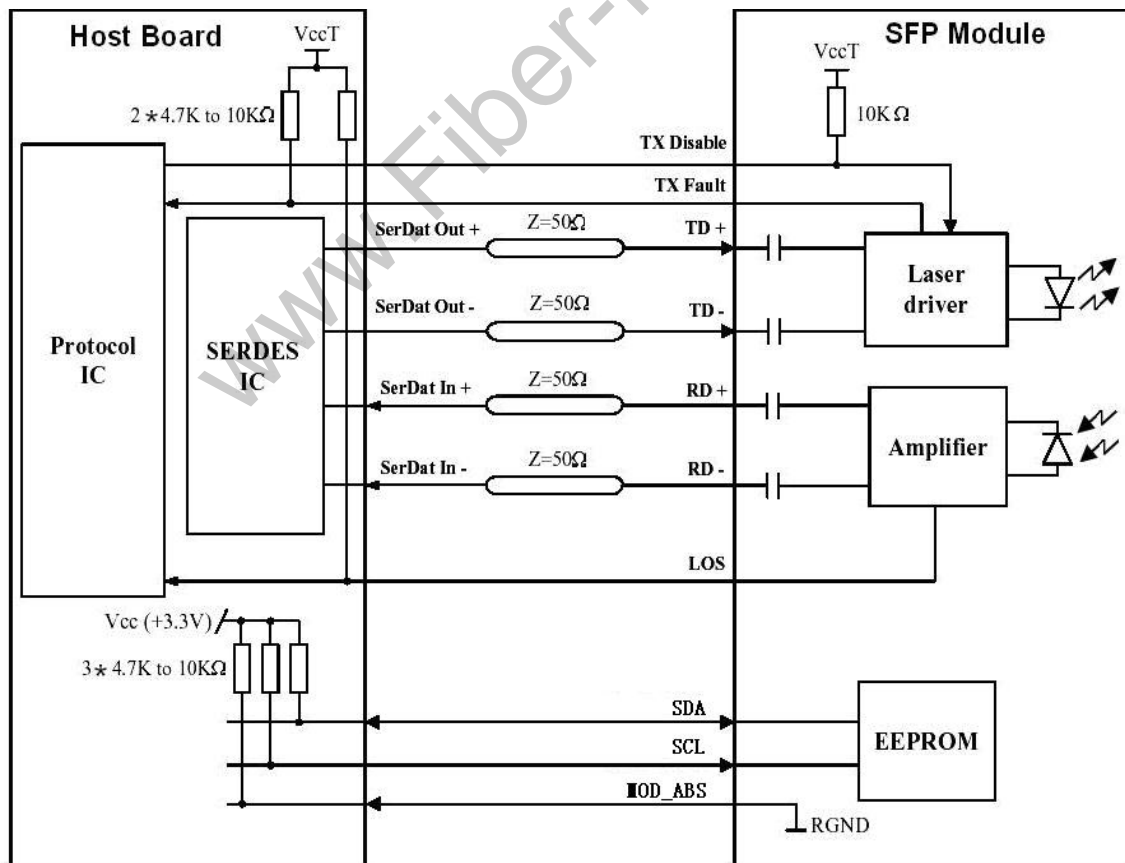 Host Board
SFP Module
VccT
VccT
2*4.7K to 10KΩ
10KΩ
TX Disable
TX Fault
SerDat Out +
Z=50Ω
TD +
SerDat Out -
Z=50Ω
TD -
Laser
driver
Protocol
IC
SERDES
IC
SerDat In +
Z=50Ω
RD +
SerDat In -
Z=50Ω
RD -
Amplifier
LOS
Vcc (+3.3V)
3*4.7K to 10KΩ
SDA
SCL
MOD_ABS
EEPROM
RGND
www.Fiber-